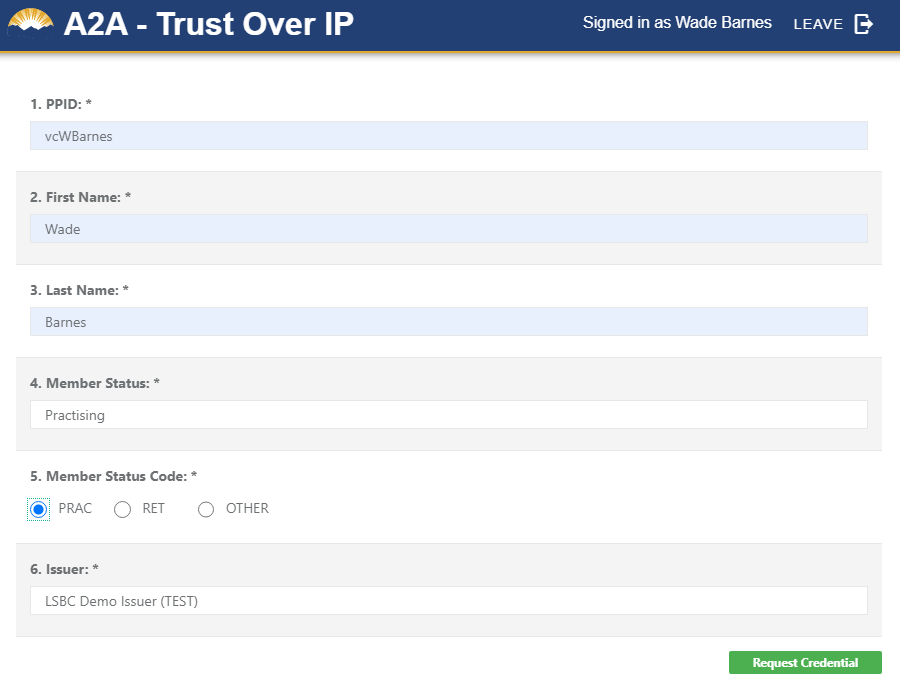 A2A - Trust Over IP
Signed in as Wade Barnes LEAVE
1. PPID: *
vcWBarnes
2. First Name: *
Wade
3. Last Name: *
Barnes
4. Member Status: *
Practising
5. Member Status Code: *
PRAC RET OTHER
6. Issuer: *
LSBC Demo Issuer (TEST)
Request Credential